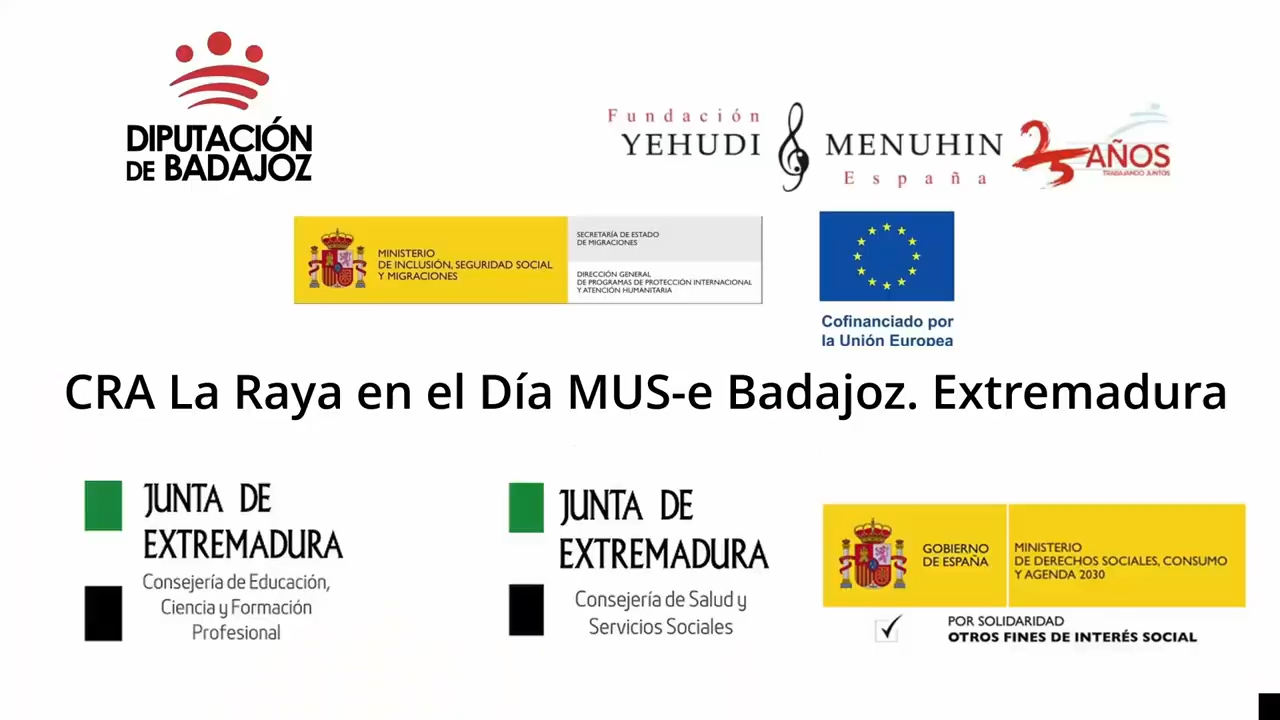 DIPUTACIÓN
DE BADAJOZ
Fundación
YEHUDI MENUHIN
España
25 AÑOS
TRABAJANDO JUNTOS
MINISTERIO
DE INCLUSIÓN, SEGURIDAD SOCIAL
Y MIGRACIONES
SECRETARÍA DE ESTADO
DE MIGRACIONES
DIRECCIÓN GENERAL
DE PROGRAMAS DE PROTECCIÓN INTERNACIONAL
Y ATENCIÓN HUMANITARIA
Cofinanciado por
la Unión Europea
CRA La Raya en el Día MUS-e Badajoz. Extremadura
JUNTA DE
EXTREMADURA
Consejería de Educación,
Ciencia y Formación
Profesional
JUNTA DE
EXTREMADURA
Consejería de Salud y
Servicios Sociales
GOBIERNO
DE ESPAÑA
MINISTERIO
DE DERECHOS SOCIALES, CONSUMO
Y AGENDA 2030
POR SOLIDARIDAD
OTROS FINES DE INTERÉS SOCIAL